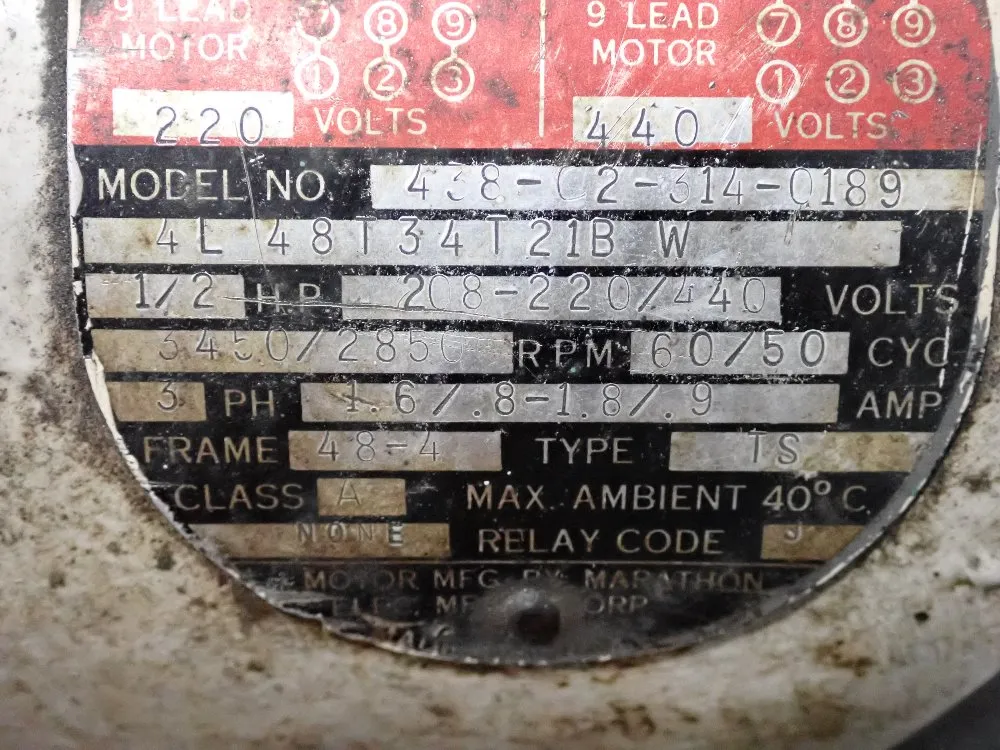 9 LEAD ⑦ ⑧ ⑨ 9 LEAD ⑦ ⑧ ⑨
MOTOR ① ② ③ MOTOR ① ② ③
220 VOLTS 440 VOLTS
MODEL NO. 438-C2-314-0189
4L 48T34T21B W
1/2 H.P. 208-220/440 VOLTS
3450/2850 RPM 60/50 CYC
3 PH 1.6/.8-1.8/.9 AMP
FRAME 48-4 TYPE TS
CLASS A MAX. AMBIENT 40°C
NONE RELAY CODE J
MOTOR MFG. BY MARATHON
ELEC.